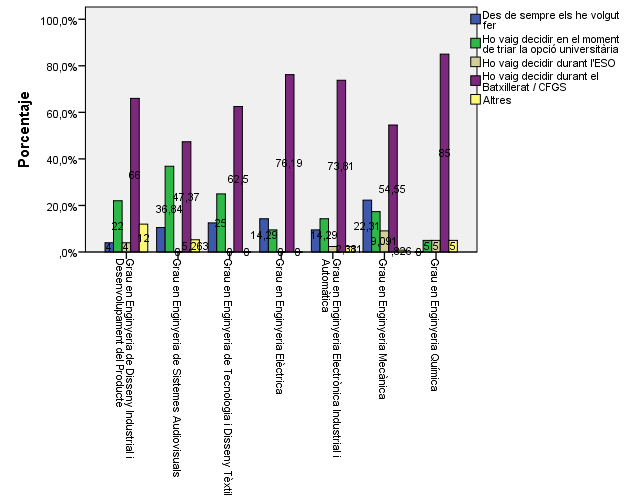 100,0%
80,0%
60,0%
40,0%
20,0%
,0%
Porcentaje
Des de sempre els he volgut
fer
Ho vaig decidir en el moment
de triar la opció universitària
Ho vaig decidir durant l'ESO
Ho vaig decidir durant el
Batxillerat / CFGS
Altres
4 22 4 66 12
36,84 0 47,37 5,263
25 0 62,5 0
14,29 0 76,19 0
14,29 73,81
22,31 9,091 54,55 0
5 5 85 5
Grau en Enginyeria de Disseny Industrial i
Desenvolupament del Producte
Grau en Enginyeria de Sistemes Audiovisuals
Grau en Enginyeria de Tecnologia i Disseny Tèxtil
Grau en Enginyeria Elèctrica
Grau en Enginyeria Electrònica Industrial i
Automàtica
Grau en Enginyeria Mecànica
Grau en Enginyeria Química